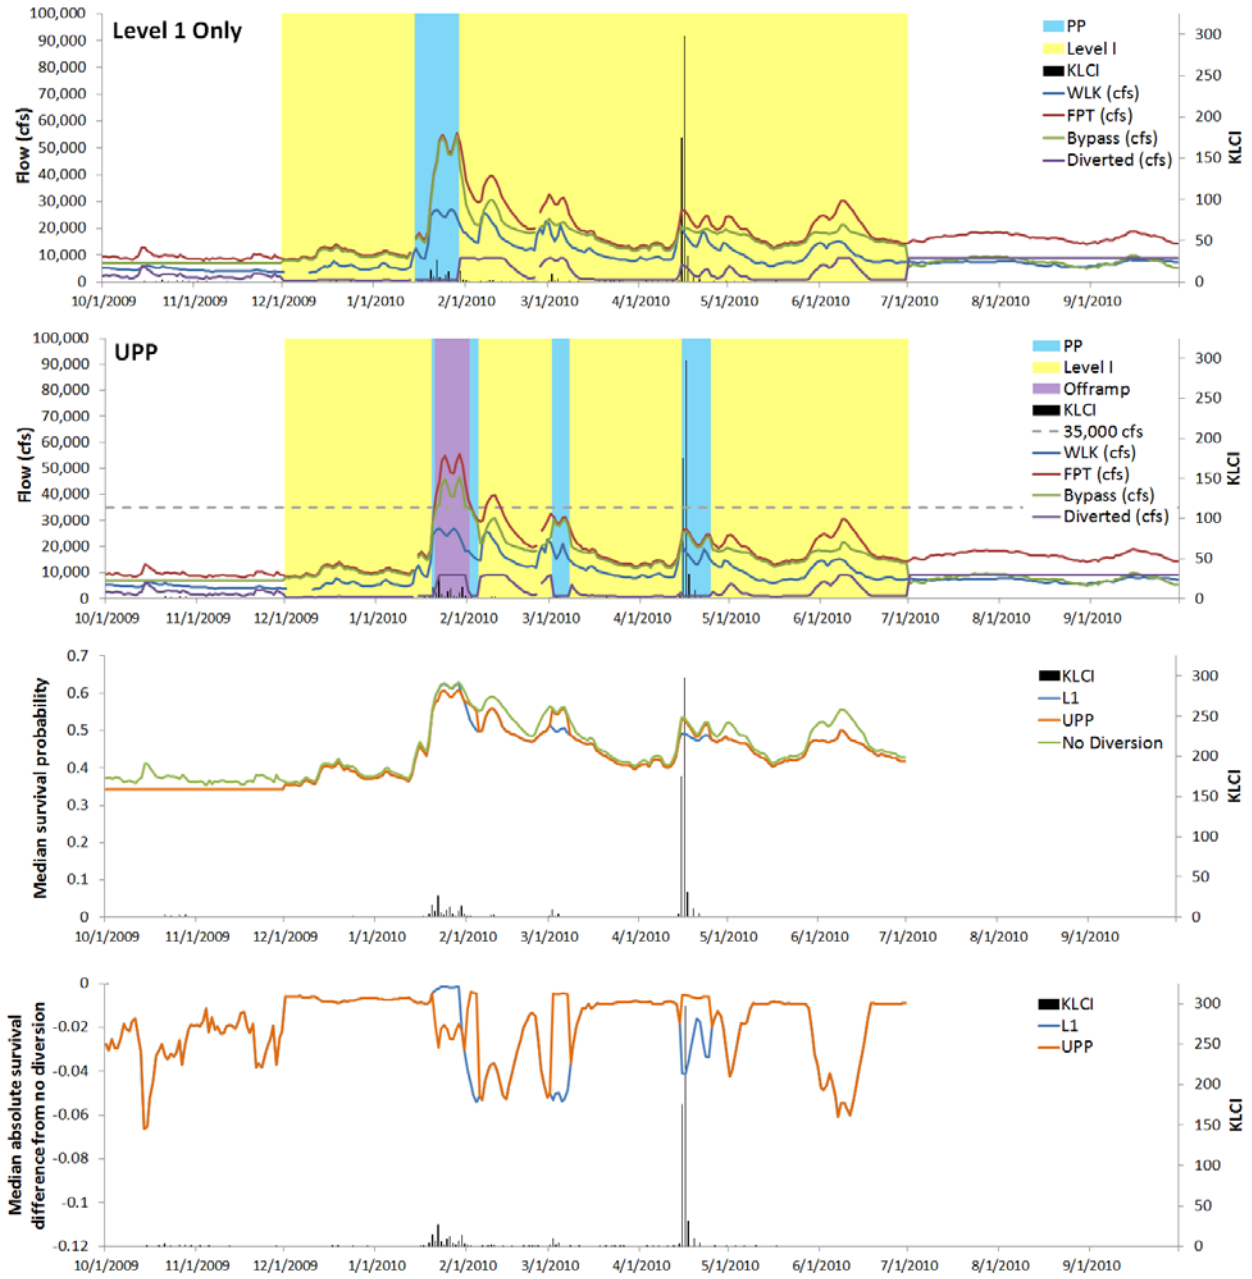 Level 1 Only
Flow (cfs)
100,000
90,000
80,000
70,000
60,000
50,000
40,000
30,000
20,000
10,000
0
10/1/2009 11/1/2009 12/1/2009 1/1/2010 2/1/2010 3/1/2010 4/1/2010 5/1/2010 6/1/2010 7/1/2010 8/1/2010 9/1/2010
PP
Level I
KLCI
WLK (cfs)
FPT (cfs)
Bypass (cfs)
Diverted (cfs)
300
250
200
150
100
50
0
KLCI
UPP
Flow (cfs)
100,000
90,000
80,000
70,000
60,000
50,000
40,000
30,000
20,000
10,000
0
10/1/2009 11/1/2009 12/1/2009 1/1/2010 2/1/2010 3/1/2010 4/1/2010 5/1/2010 6/1/2010 7/1/2010 8/1/2010 9/1/2010
PP
Level I
Offramp
KLCI
35,000 cfs
WLK (cfs)
FPT (cfs)
Bypass (cfs)
Diverted (cfs)
300
250
200
150
100
50
0
KLCI
Median survival probability
0.7
0.6
0.5
0.4
0.3
0.2
0.1
0
10/1/2009 11/1/2009 12/1/2009 1/1/2010 2/1/2010 3/1/2010 4/1/2010 5/1/2010 6/1/2010 7/1/2010 8/1/2010 9/1/2010
KLCI
L1
UPP
No Diversion
300
250
200
150
100
50
0
KLCI
Median absolute survival
difference from no diversion
0
-0.02
-0.04
-0.06
-0.08
-0.1
-0.12
10/1/2009 11/1/2009 12/1/2009 1/1/2010 2/1/2010 3/1/2010 4/1/2010 5/1/2010 6/1/2010 7/1/2010 8/1/2010 9/1/2010
KLCI
L1
UPP
300
250
200
150
100
50
0
KLCI